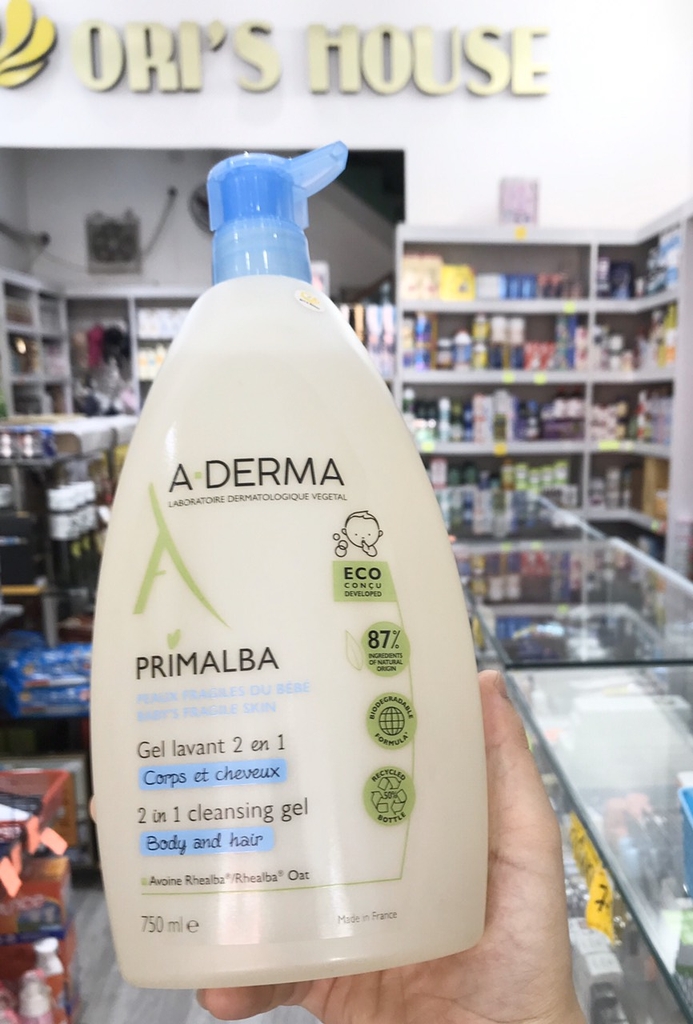 ORI'S HOUSE
A·DERMA
LABORATOIRE DERMATOLOGIQUE VÉGÉTAL
ECO
CONÇU
DEVELOPED
87%
INGREDIENTS
OF NATURAL
ORIGIN
PRIMALBA
PEAUX FRAGILES DU BÉBÉ
BABY'S FRAGILE SKIN
BIODEGRADABLE
FORMULA*
Gel lavant 2 en 1
Corps et cheveux
RECYCLED
50%
BOTTLE
2 in 1 cleansing gel
Body and hair
Avoine Rhealba®/Rhealba® Oat
750 ml e
Made in France